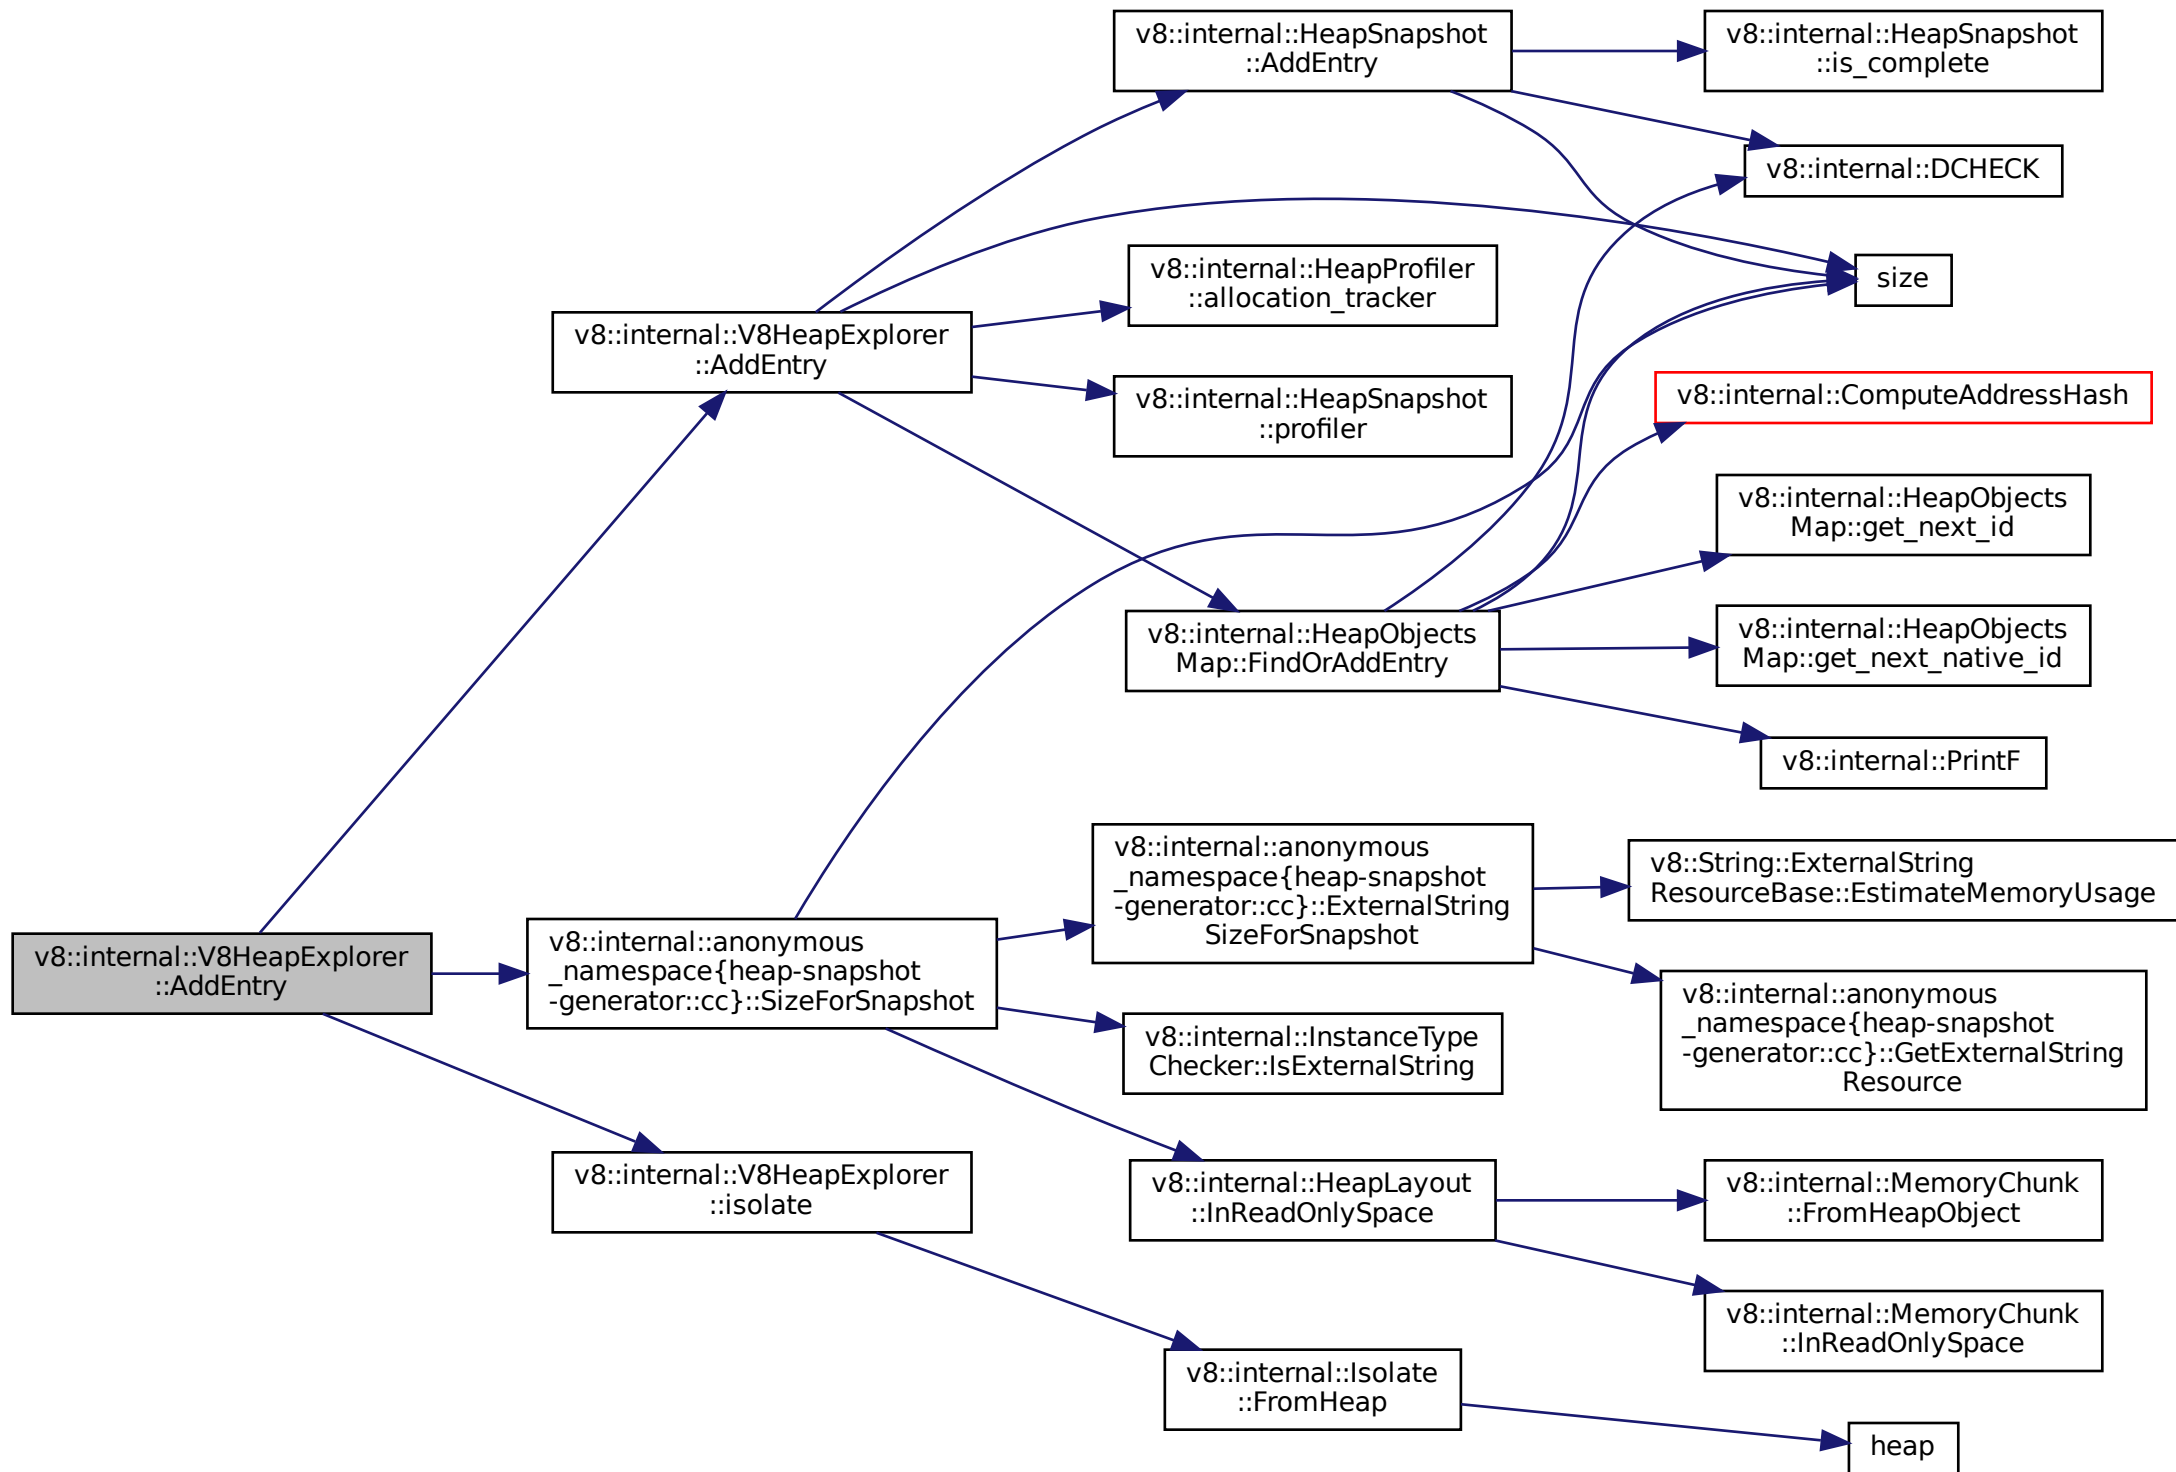 v8::internal::V8HeapExplorer
::AddEntry
v8::internal::V8HeapExplorer
::AddEntry
v8::internal::HeapSnapshot
::AddEntry
v8::internal::HeapSnapshot
::is_complete
v8::internal::DCHECK
size
v8::internal::HeapProfiler
::allocation_tracker
v8::internal::HeapSnapshot
::profiler
v8::internal::HeapObjects
Map::FindOrAddEntry
v8::internal::ComputeAddressHash
v8::internal::HeapObjects
Map::get_next_id
v8::internal::HeapObjects
Map::get_next_native_id
v8::internal::PrintF
v8::internal::anonymous
_namespace{heap-snapshot
-generator::cc}::SizeForSnapshot
v8::internal::anonymous
_namespace{heap-snapshot
-generator::cc}::ExternalString
SizeForSnapshot
v8::String::ExternalString
ResourceBase::EstimateMemoryUsage
v8::internal::anonymous
_namespace{heap-snapshot
-generator::cc}::GetExternalString
Resource
v8::internal::InstanceType
Checker::IsExternalString
v8::internal::HeapLayout
::InReadOnlySpace
v8::internal::MemoryChunk
::FromHeapObject
v8::internal::MemoryChunk
::InReadOnlySpace
v8::internal::V8HeapExplorer
::isolate
v8::internal::Isolate
::FromHeap
heap